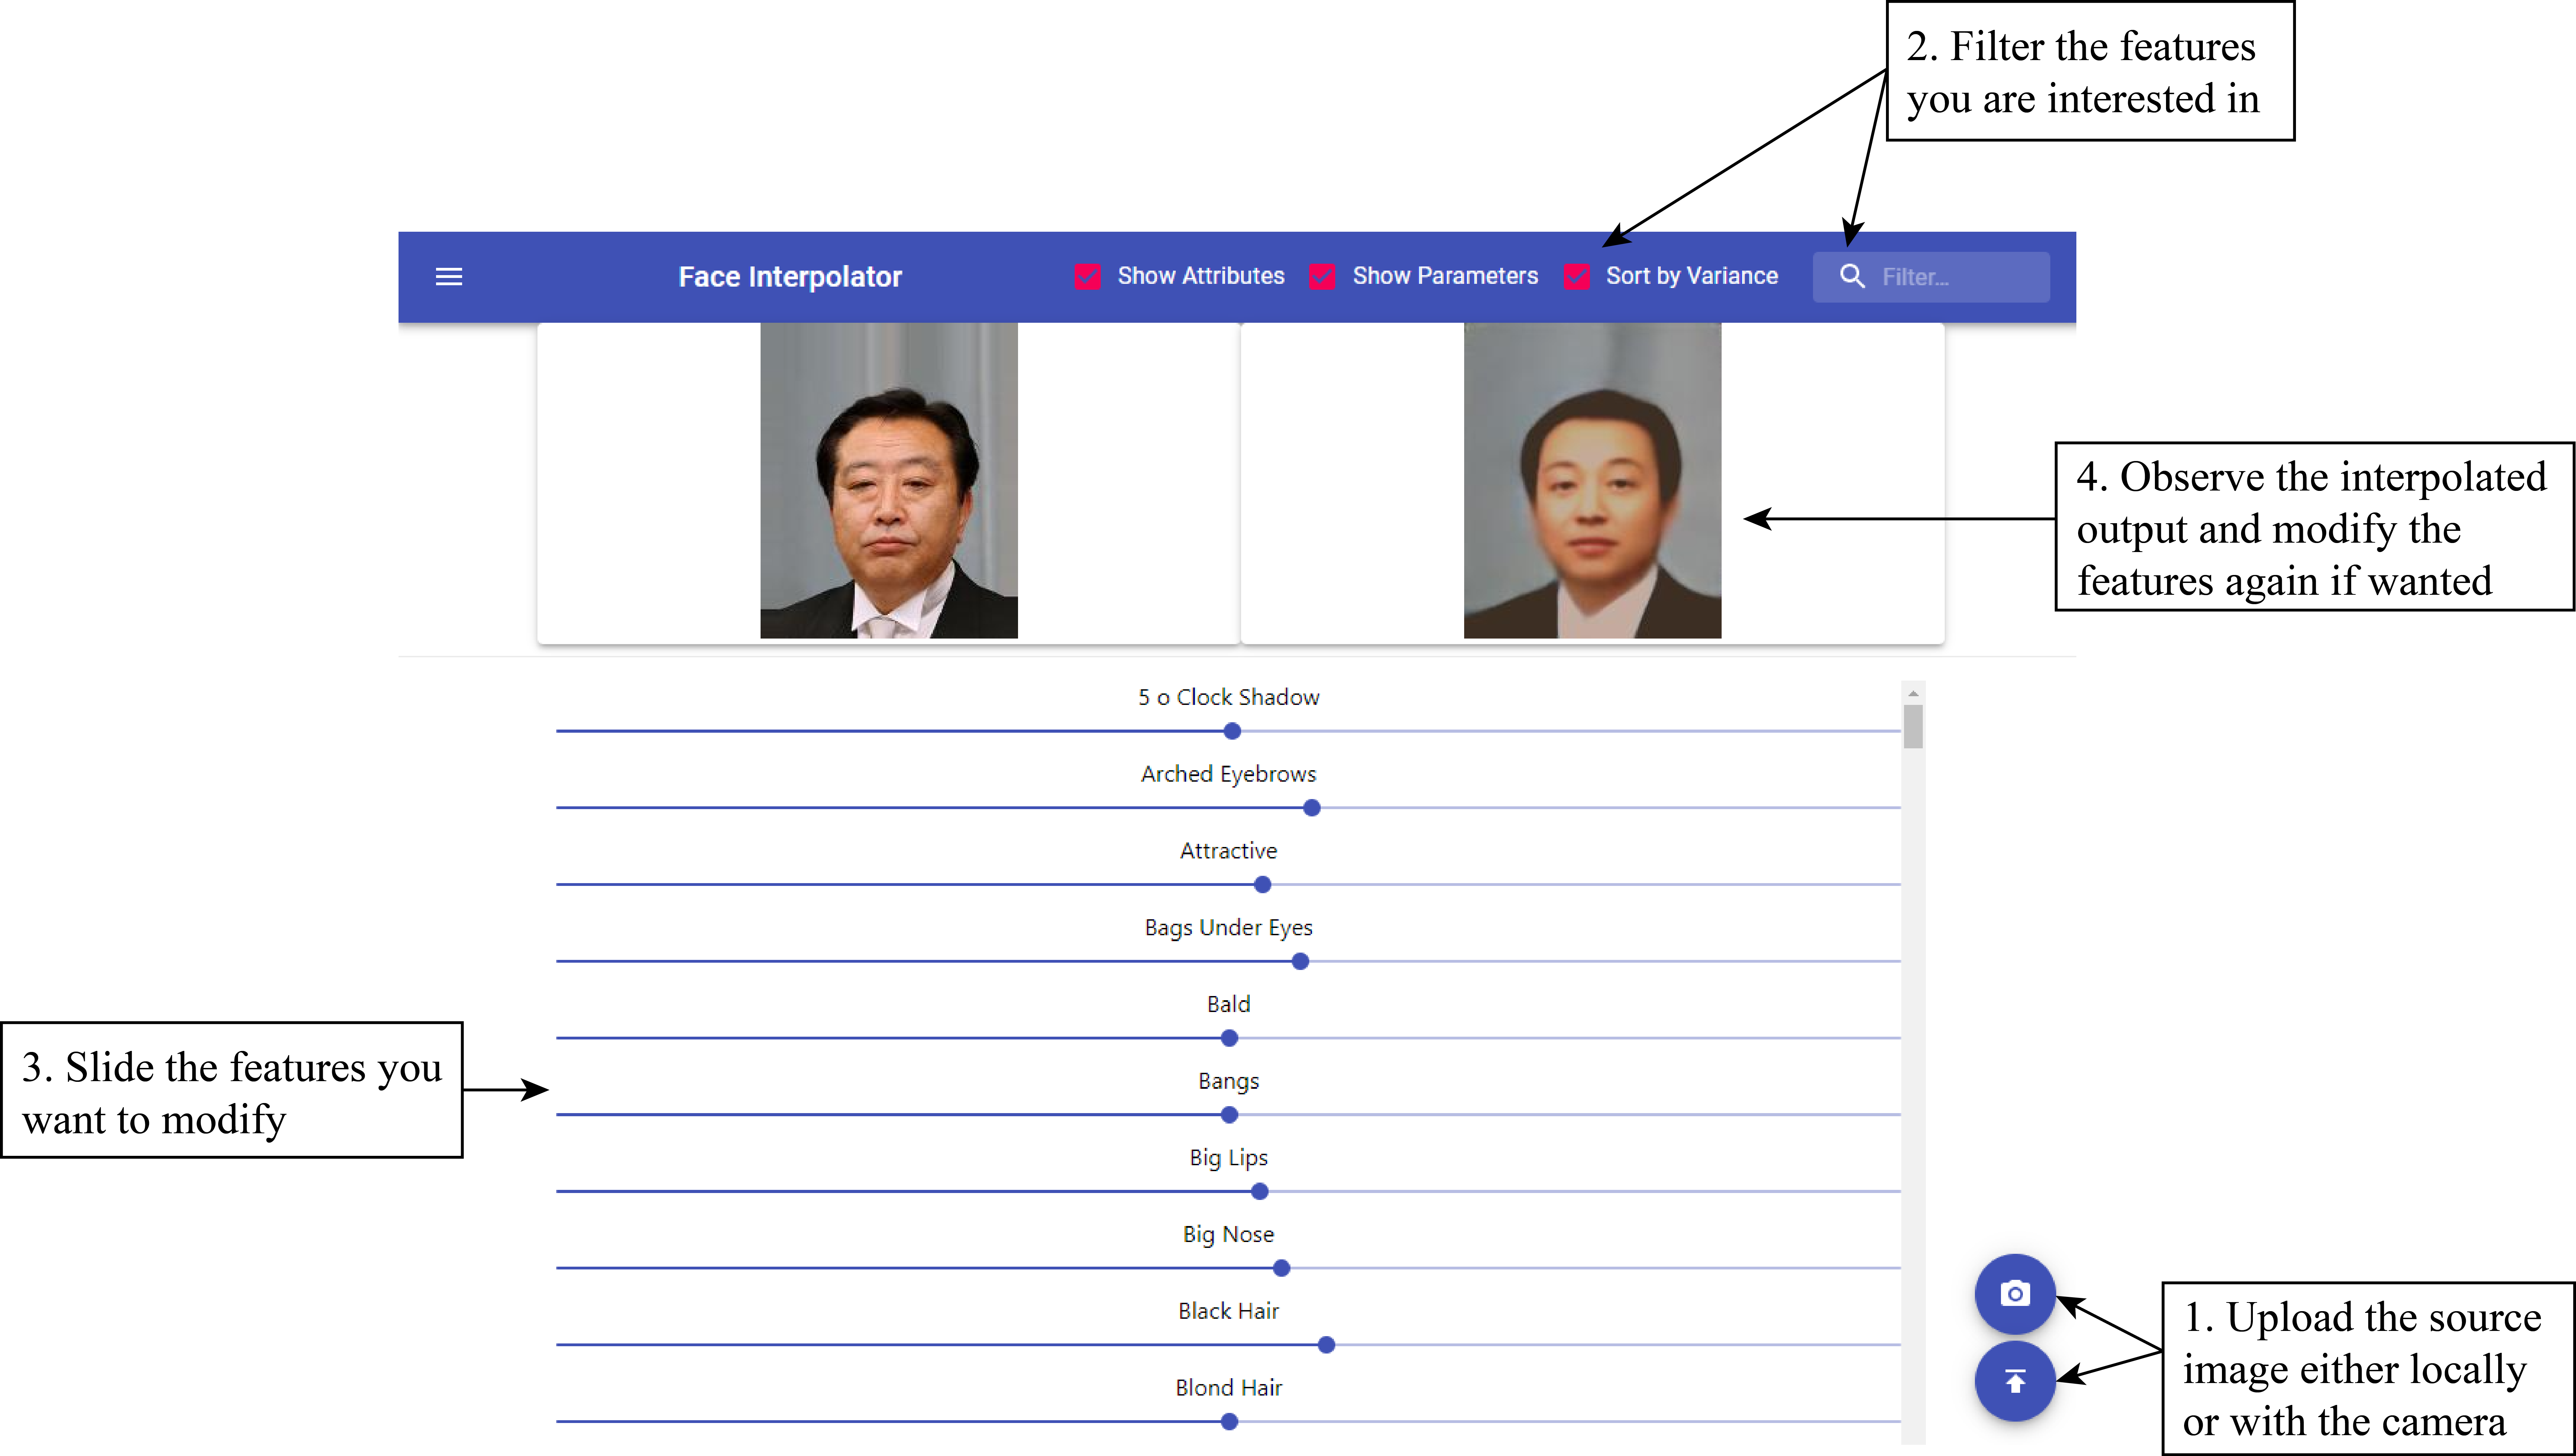 2. Filter the features
you are interested in
Face Interpolator
Show Attributes
Show Parameters
Sort by Variance
Filter...
4. Observe the interpolated
output and modify the
features again if wanted
5 o Clock Shadow
Arched Eyebrows
Attractive
Bags Under Eyes
Bald
3. Slide the features you
want to modify
Bangs
Big Lips
Big Nose
Black Hair
Blond Hair
1. Upload the source
image either locally
or with the camera